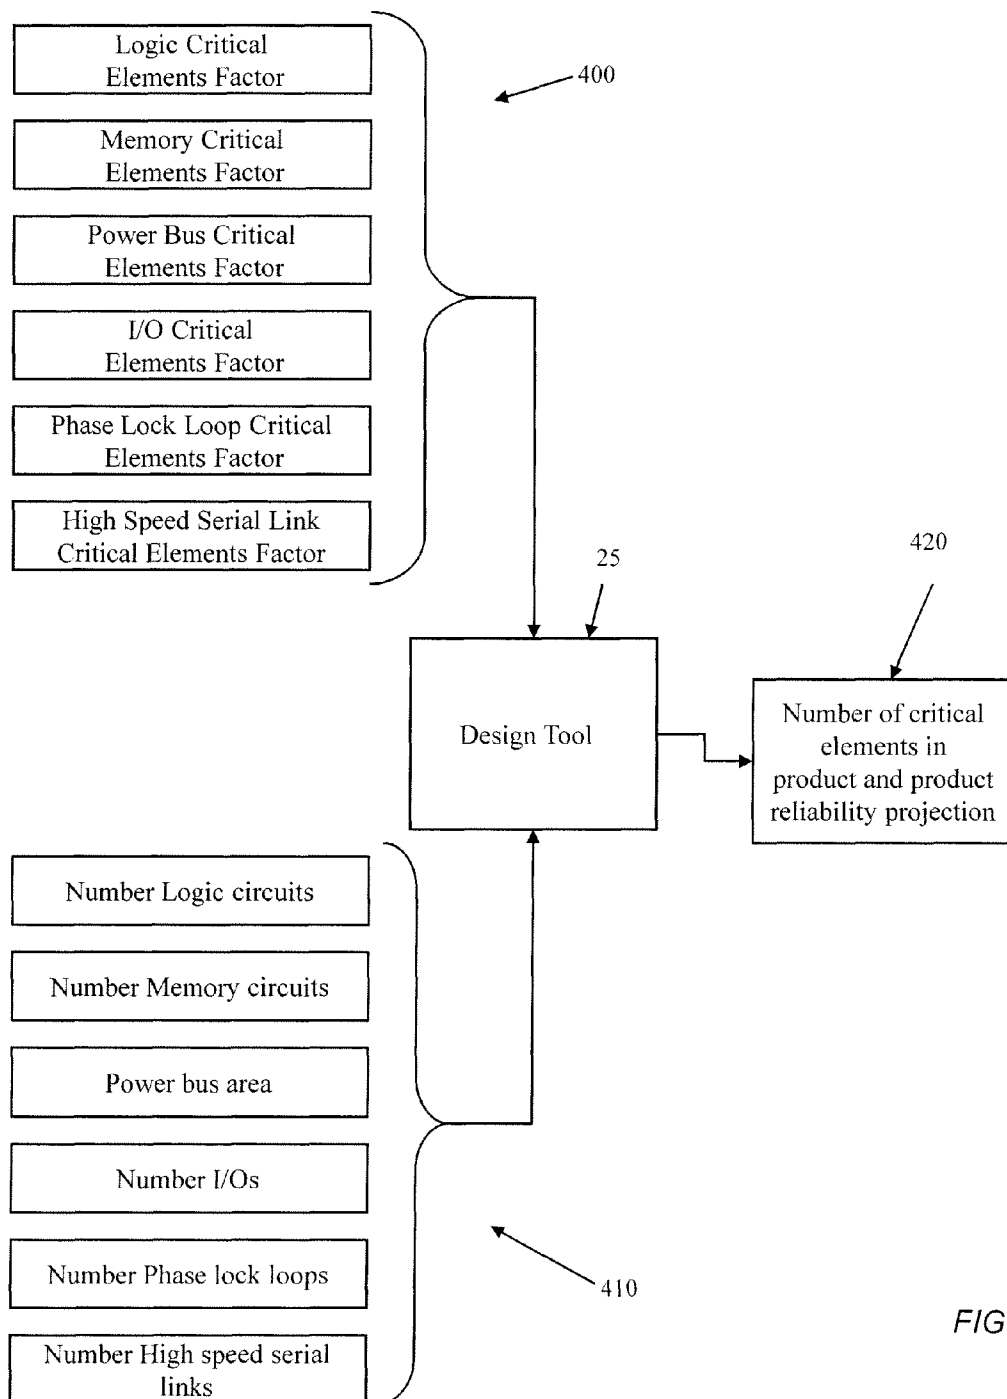 Logic Critical
Elements Factor
400
Memory Critical
Elements Factor
Power Bus Critical
Elements Factor
I/O Critical
Elements Factor
Phase Lock Loop Critical
Elements Factor
High Speed Serial Link
Critical Elements Factor
25
420
Design Tool
Number of critical
elements in
product and product
reliability projection
Number Logic circuits
Number Memory circuits
Power bus area
Number I/Os
Number Phase lock loops
410
Number High speed serial
links
FIG